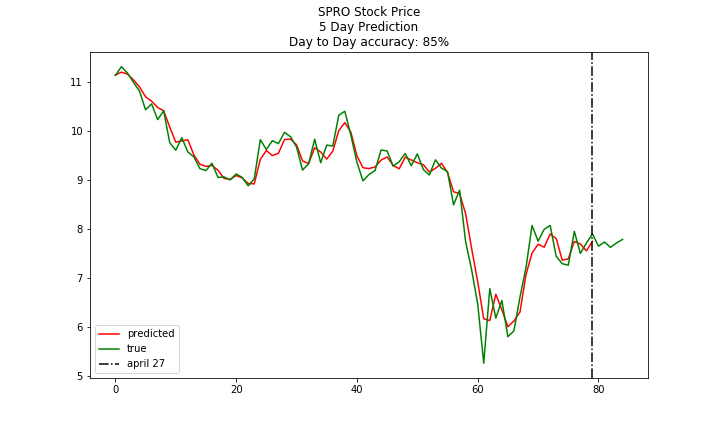 SPRO Stock Price
5 Day Prediction
Day to Day accuracy: 85%
11
10
9
8
7
6
5
predicted
true
april 27
0 20 40 60 80